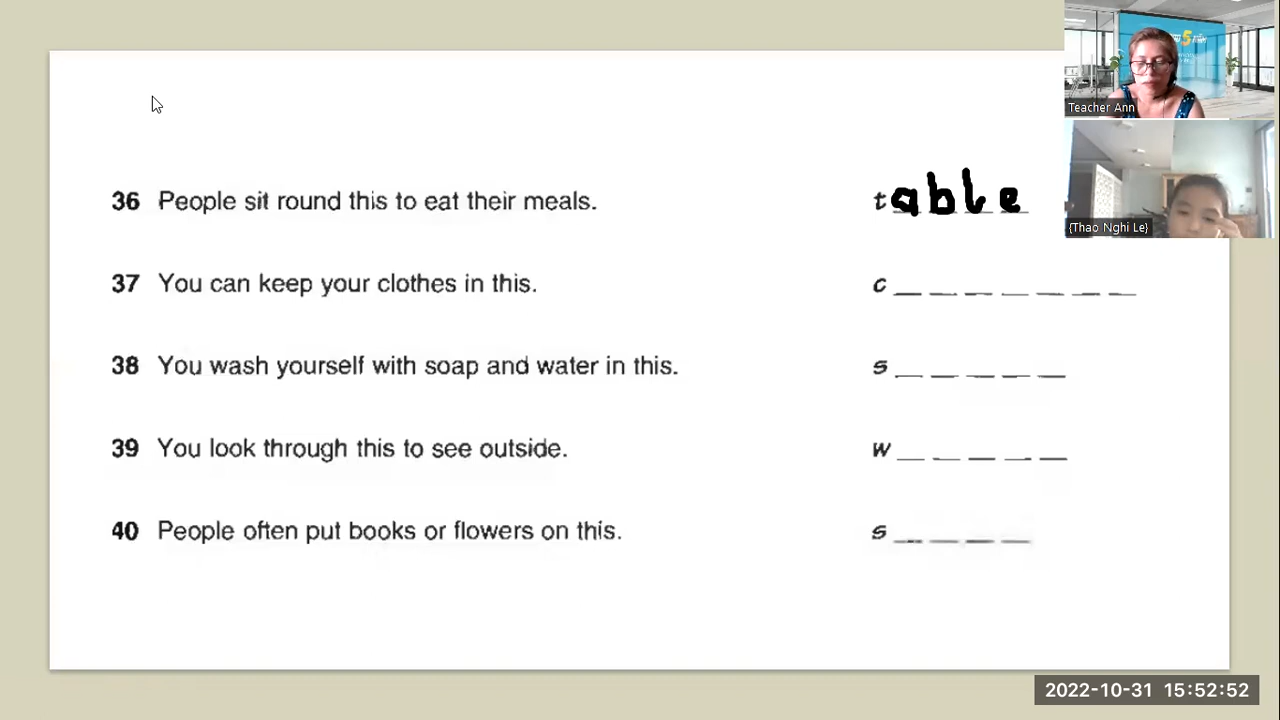 Teacher Ann
{Thao Nghi Le}
36 People sit round this to eat their meals. table
37 You can keep your clothes in this. c _ _ _ _ _ _ _
38 You wash yourself with soap and water in this. s _ _ _ _ _
39 You look through this to see outside. w _ _ _ _ _
40 People often put books or flowers on this. s _ _ _ _
2022-10-31 15:52:52